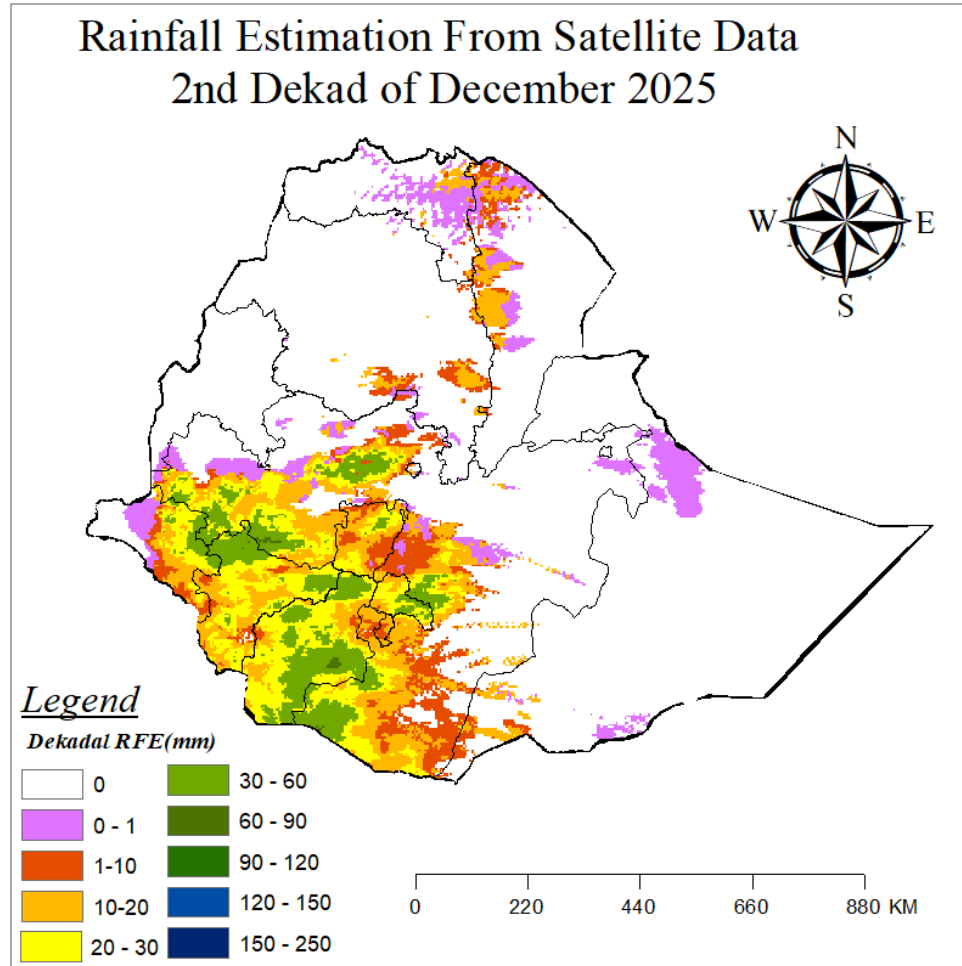 Rainfall Estimation From Satellite Data
2nd Dekad of December 2025
N
W
E
S
Legend
Dekadal RFE(mm)
0
0 - 1
1-10
10-20
20 - 30
30 - 60
60 - 90
90 - 120
120 - 150
150 - 250
0 220 440 660 880 KM